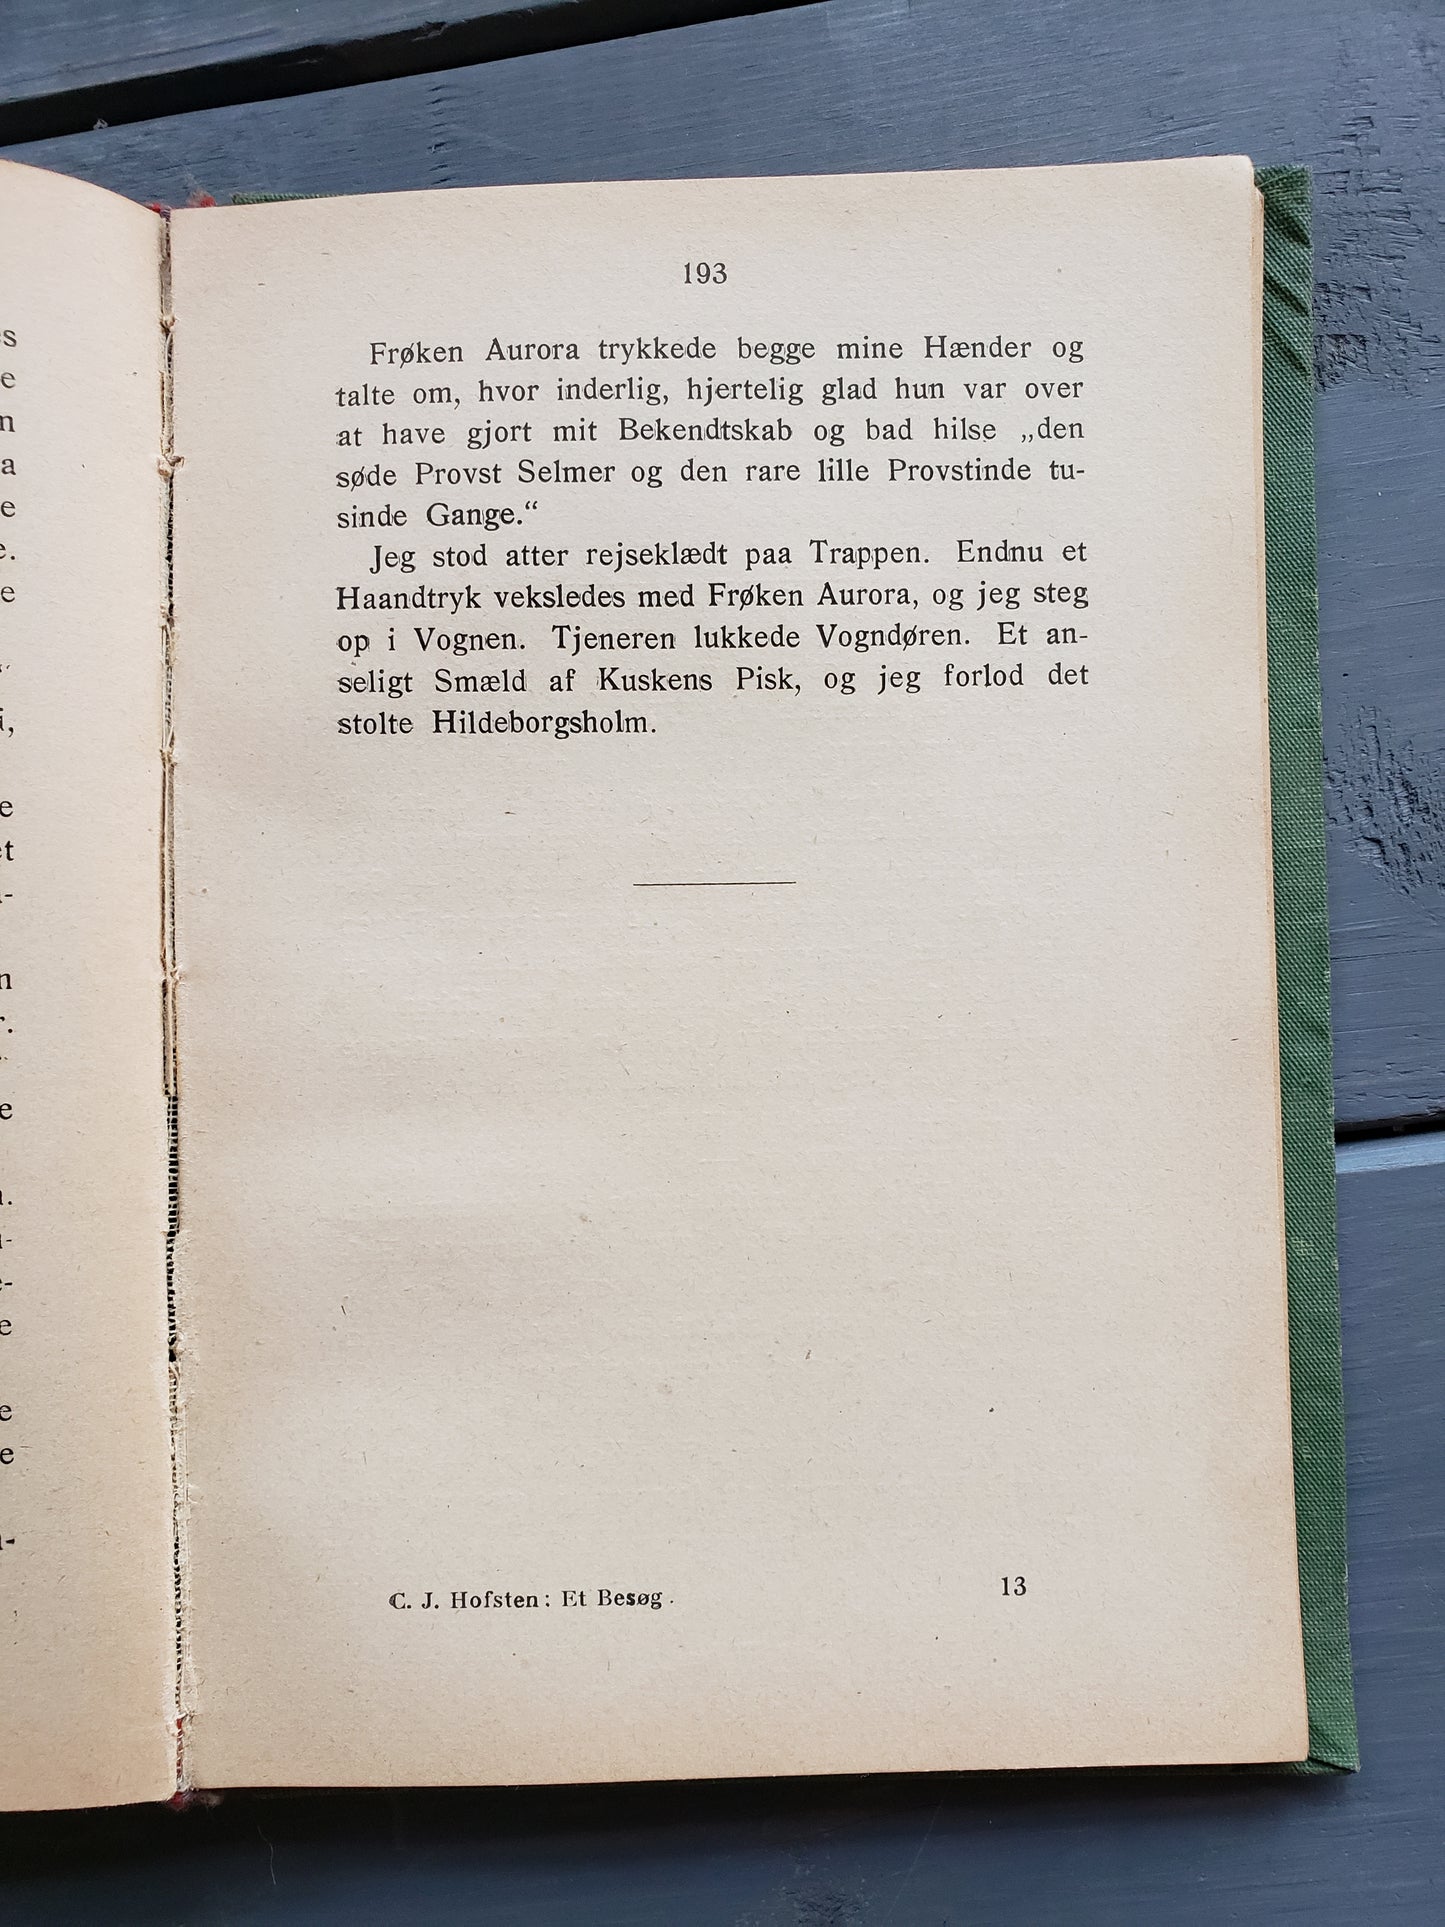 193
Frøken Aurora trykkede begge mine Hænder og
talte om, hvor inderlig, hjertelig glad hun var over
at have gjort mit Bekendtskab og bad hilse „den
søde Provst Selmer og den rare lille Provstinde tu-
sinde Gange.“
Jeg stod atter rejseklædt paa Trappen. Endnu et
Haandtryk veksledes med Frøken Aurora, og jeg steg
op i Vognen. Tjeneren lukkede Vogndøren. Et an-
seligt Smæld af Kuskens Pisk, og jeg forlod det
stolte Hildeborgsholm.
C. J. Hofsten: Et Besøg.
13